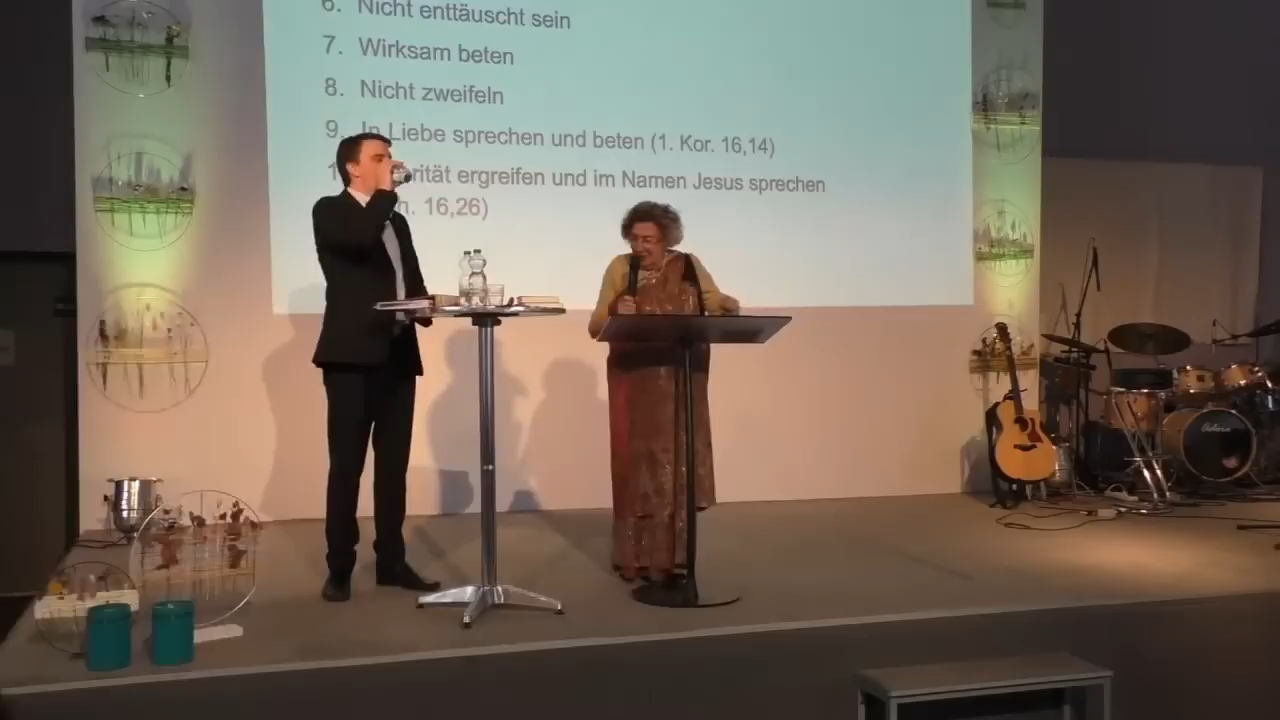 6. Nicht enttäuscht sein
7. Wirksam beten
8. Nicht zweifeln
9. In Liebe sprechen und beten (1. Kor. 16,14)
ergreifen und im Namen Jesus sprechen
16,26)